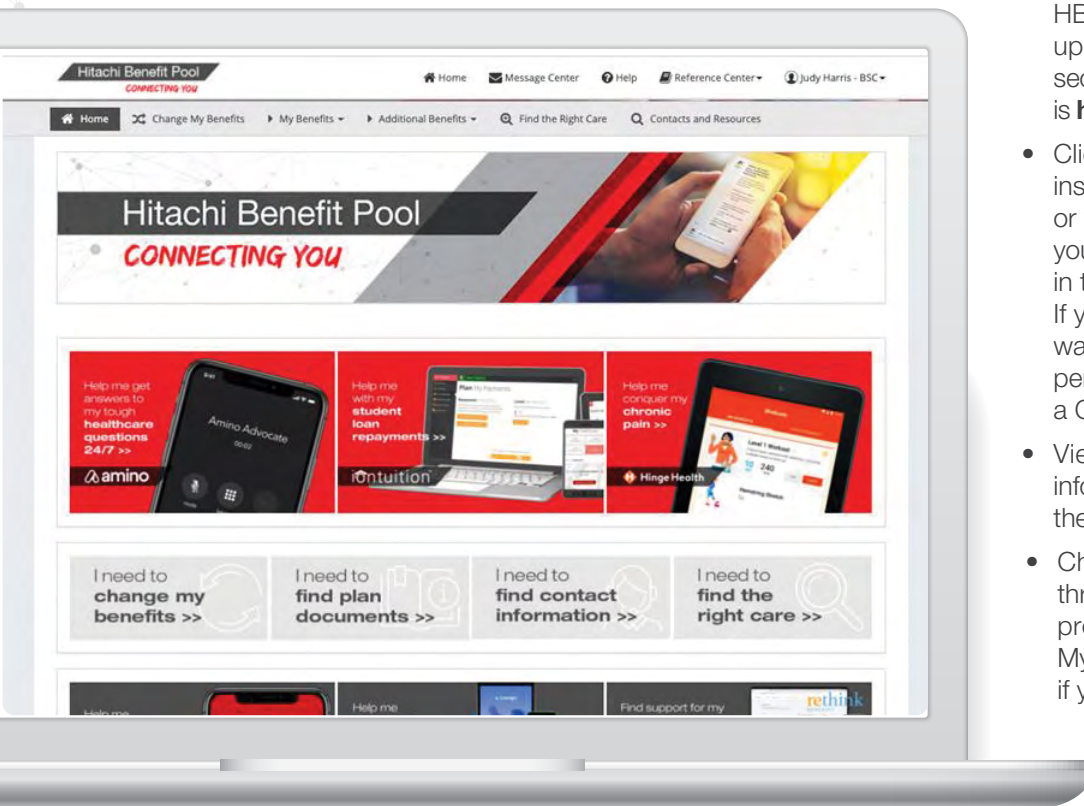 Hitachi Benefit Pool
CONNECTING YOU
Home Message Center Help Reference Center Judy Harris - BSC
Home Change My Benefits My Benefits Additional Benefits Find the Right Care Contacts and Resources
Hitachi Benefit Pool
CONNECTING YOU
Help me get
answers to
my tough
healthcare
questions
24/7 >>
amino
Amino Advocate
00:02
Help me
with my
student
loan
repayments >>
iontuition
Plan My Payments
Help me
conquer my
chronic
pain >>
Hinge Health
Level 1 Workout
10 240
I need to
change my
benefits >>
I need to
find plan
documents >>
I need to
find contact
information >>
I need to
find the
right care >>
Help me
Help me
Find support for my
rethink
up
is
• Cli
ins
or
you
in t
If y
wa
per
a C
• Vie
info
the
• Ch
thr
pro
My
if y